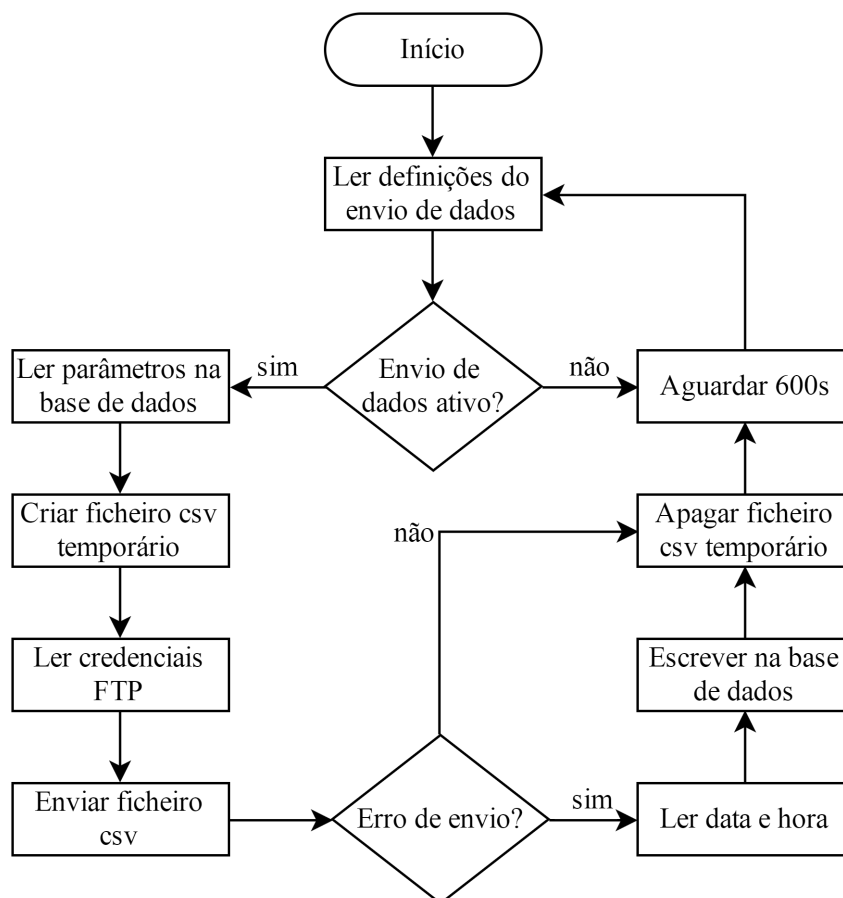 Início
Ler definições do
envio de dados
Ler parâmetros na
base de dados
sim
Envio de
dados ativo?
não
Aguardar 600s
Criar ficheiro csv
temporário
não
Apagar ficheiro
csv temporário
Ler credenciais
FTP
Escrever na base
de dados
Enviar ficheiro
csv
Erro de envio?
sim
Ler data e hora